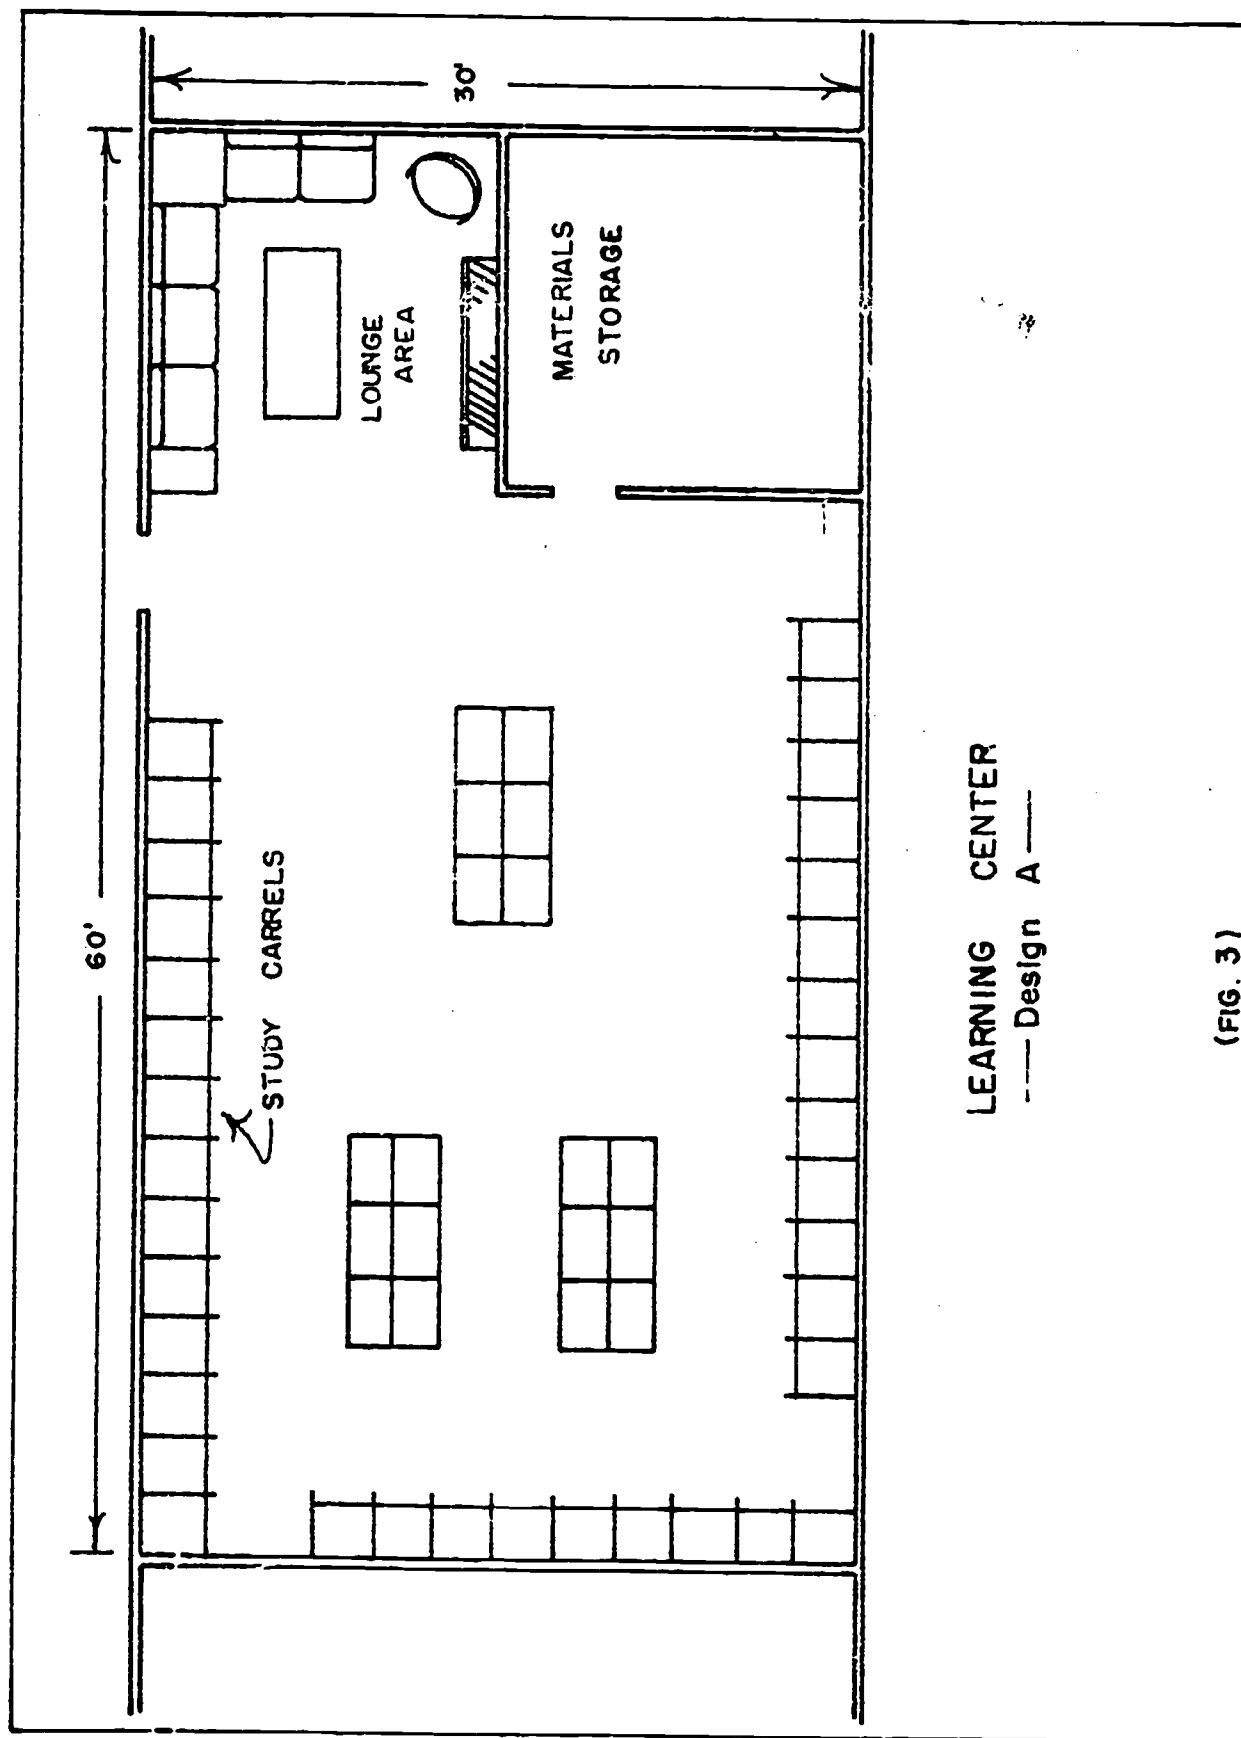 60'
30'
STUDY CARRELS
LOUNGE
AREA
MATERIALS
STORAGE
LEARNING CENTER
Design A
(FIG. 3)